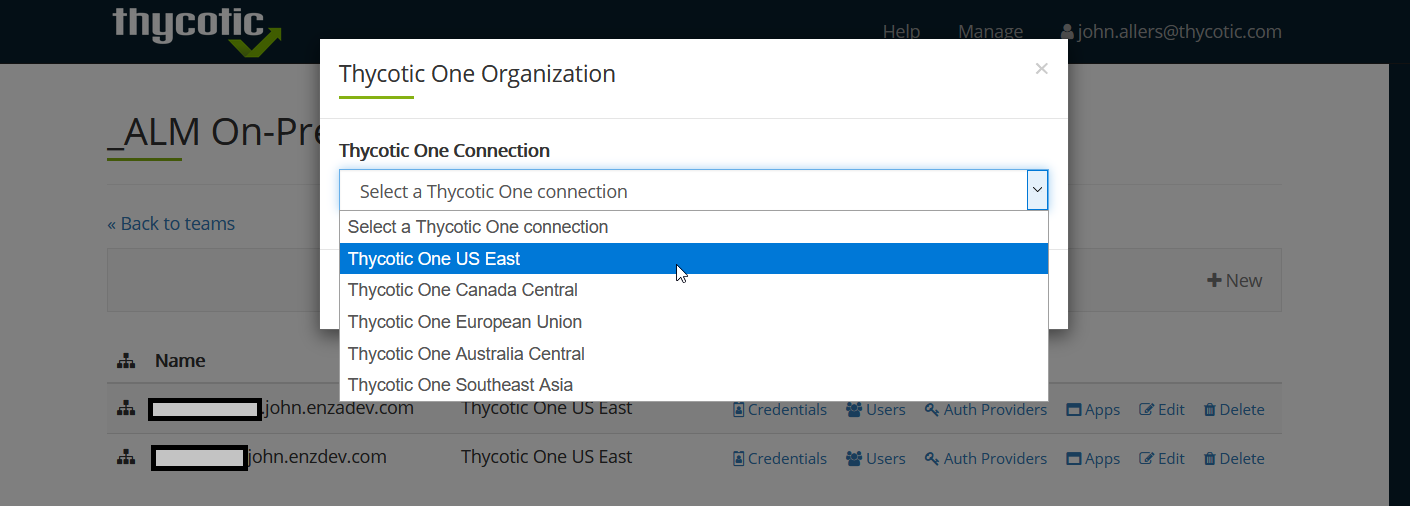 thycotic
Help Manage john.allers@thycotic.com
Thycotic One Organization
×
_ALM On-Pre
Thycotic One Connection
Select a Thycotic One connection
« Back to teams
Select a Thycotic One connection
Thycotic One US East
Thycotic One Canada Central
Thycotic One European Union
Thycotic One Australia Central
Thycotic One Southeast Asia
New
Name
.john.enzadev.com Thycotic One US East Credentials Users Auth Providers Apps Edit Delete
john.enzdev.com Thycotic One US East Credentials Users Auth Providers Apps Edit Delete